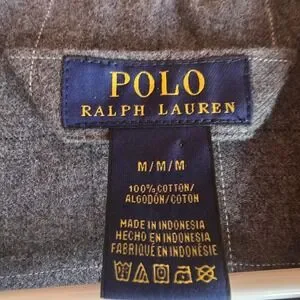 POLO
RALPH LAUREN
M/M/M
100% COTTON/
ALGODÓN/COTON
MADE IN INDONESIA
HECHO EN INDONESIA
FABRIQUÉ EN INDONÉSIE